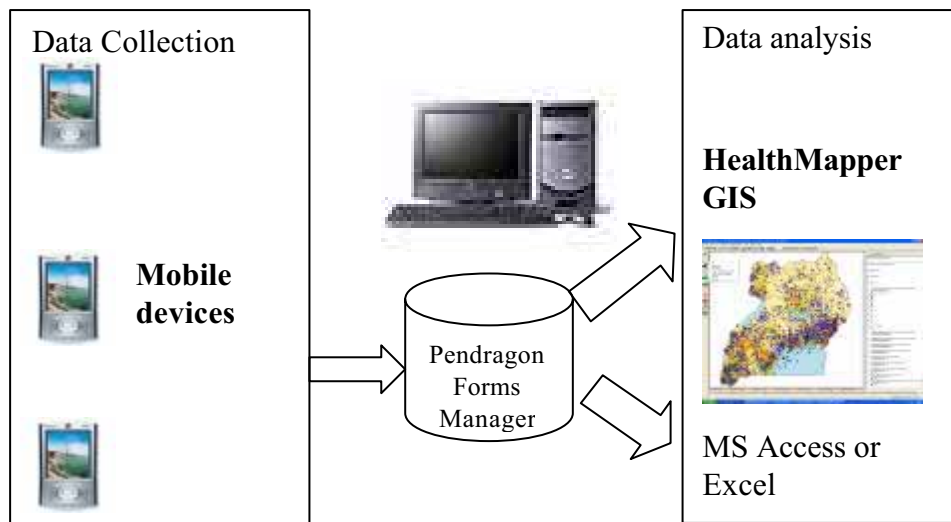 Data Collection
Mobile
devices
Pendragon
Forms
Manager
Data analysis
HealthMapper
GIS
MS Access or
Excel